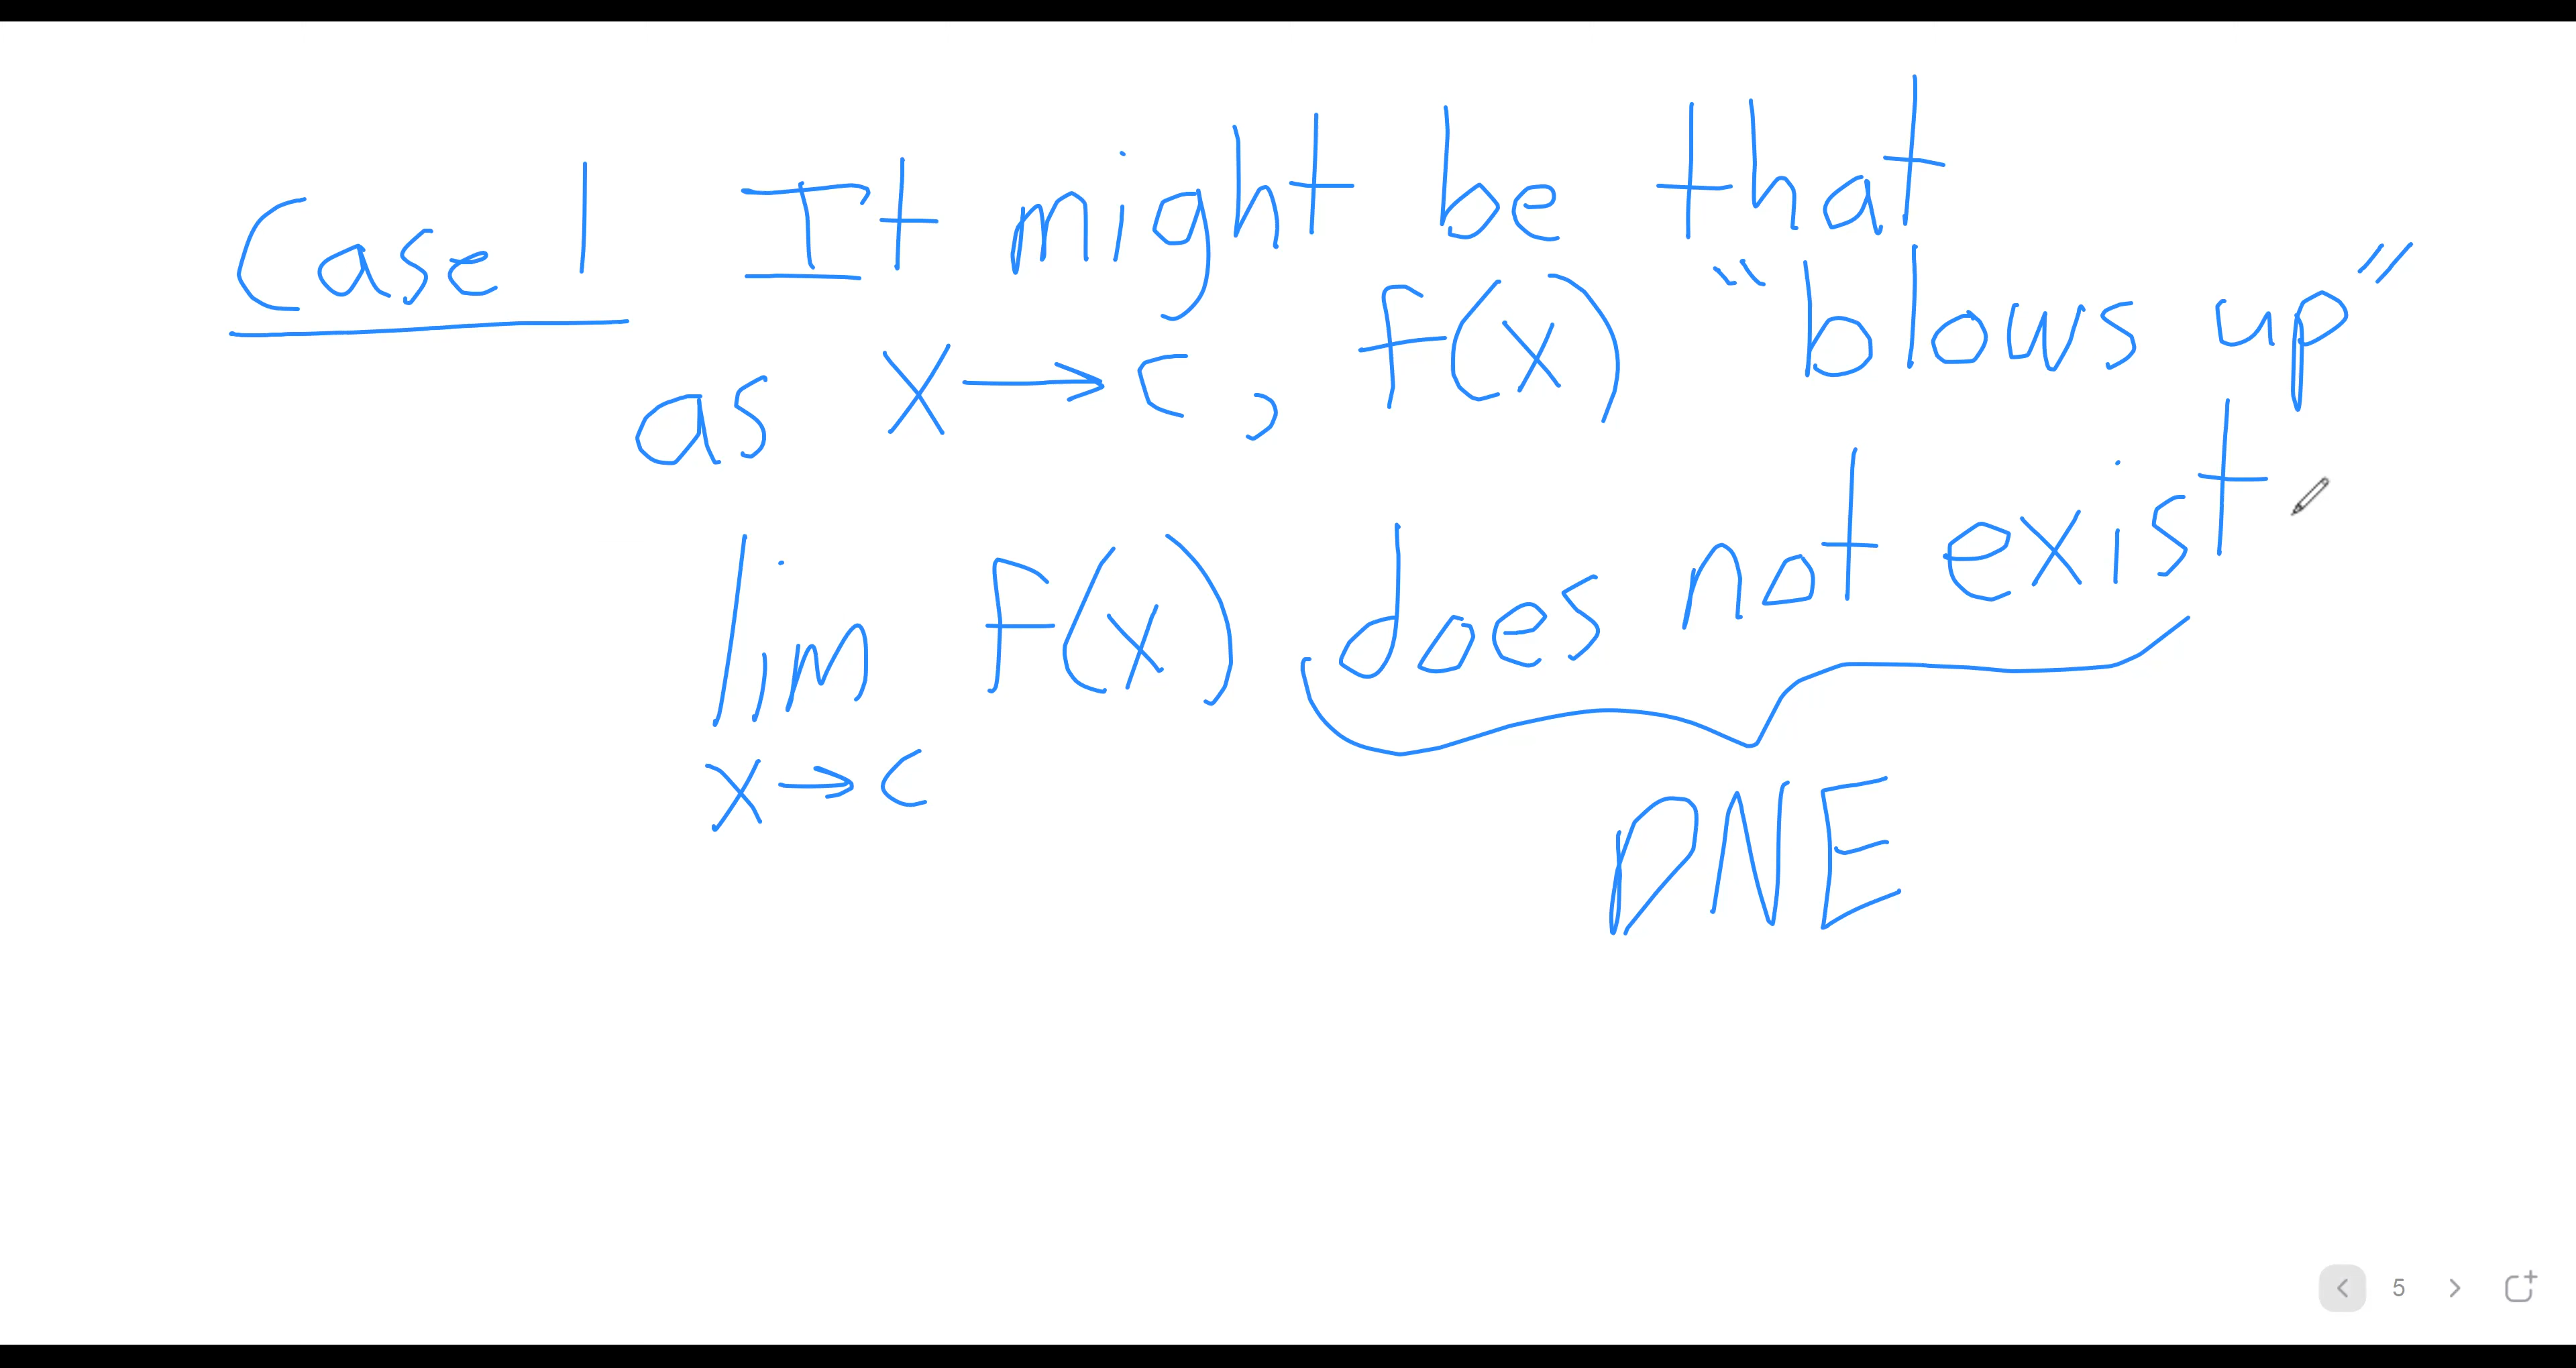 Case 1 It might be that
as x → c, f(x) "blows up"
lim f(x) does not exist
x → c
DNE
5